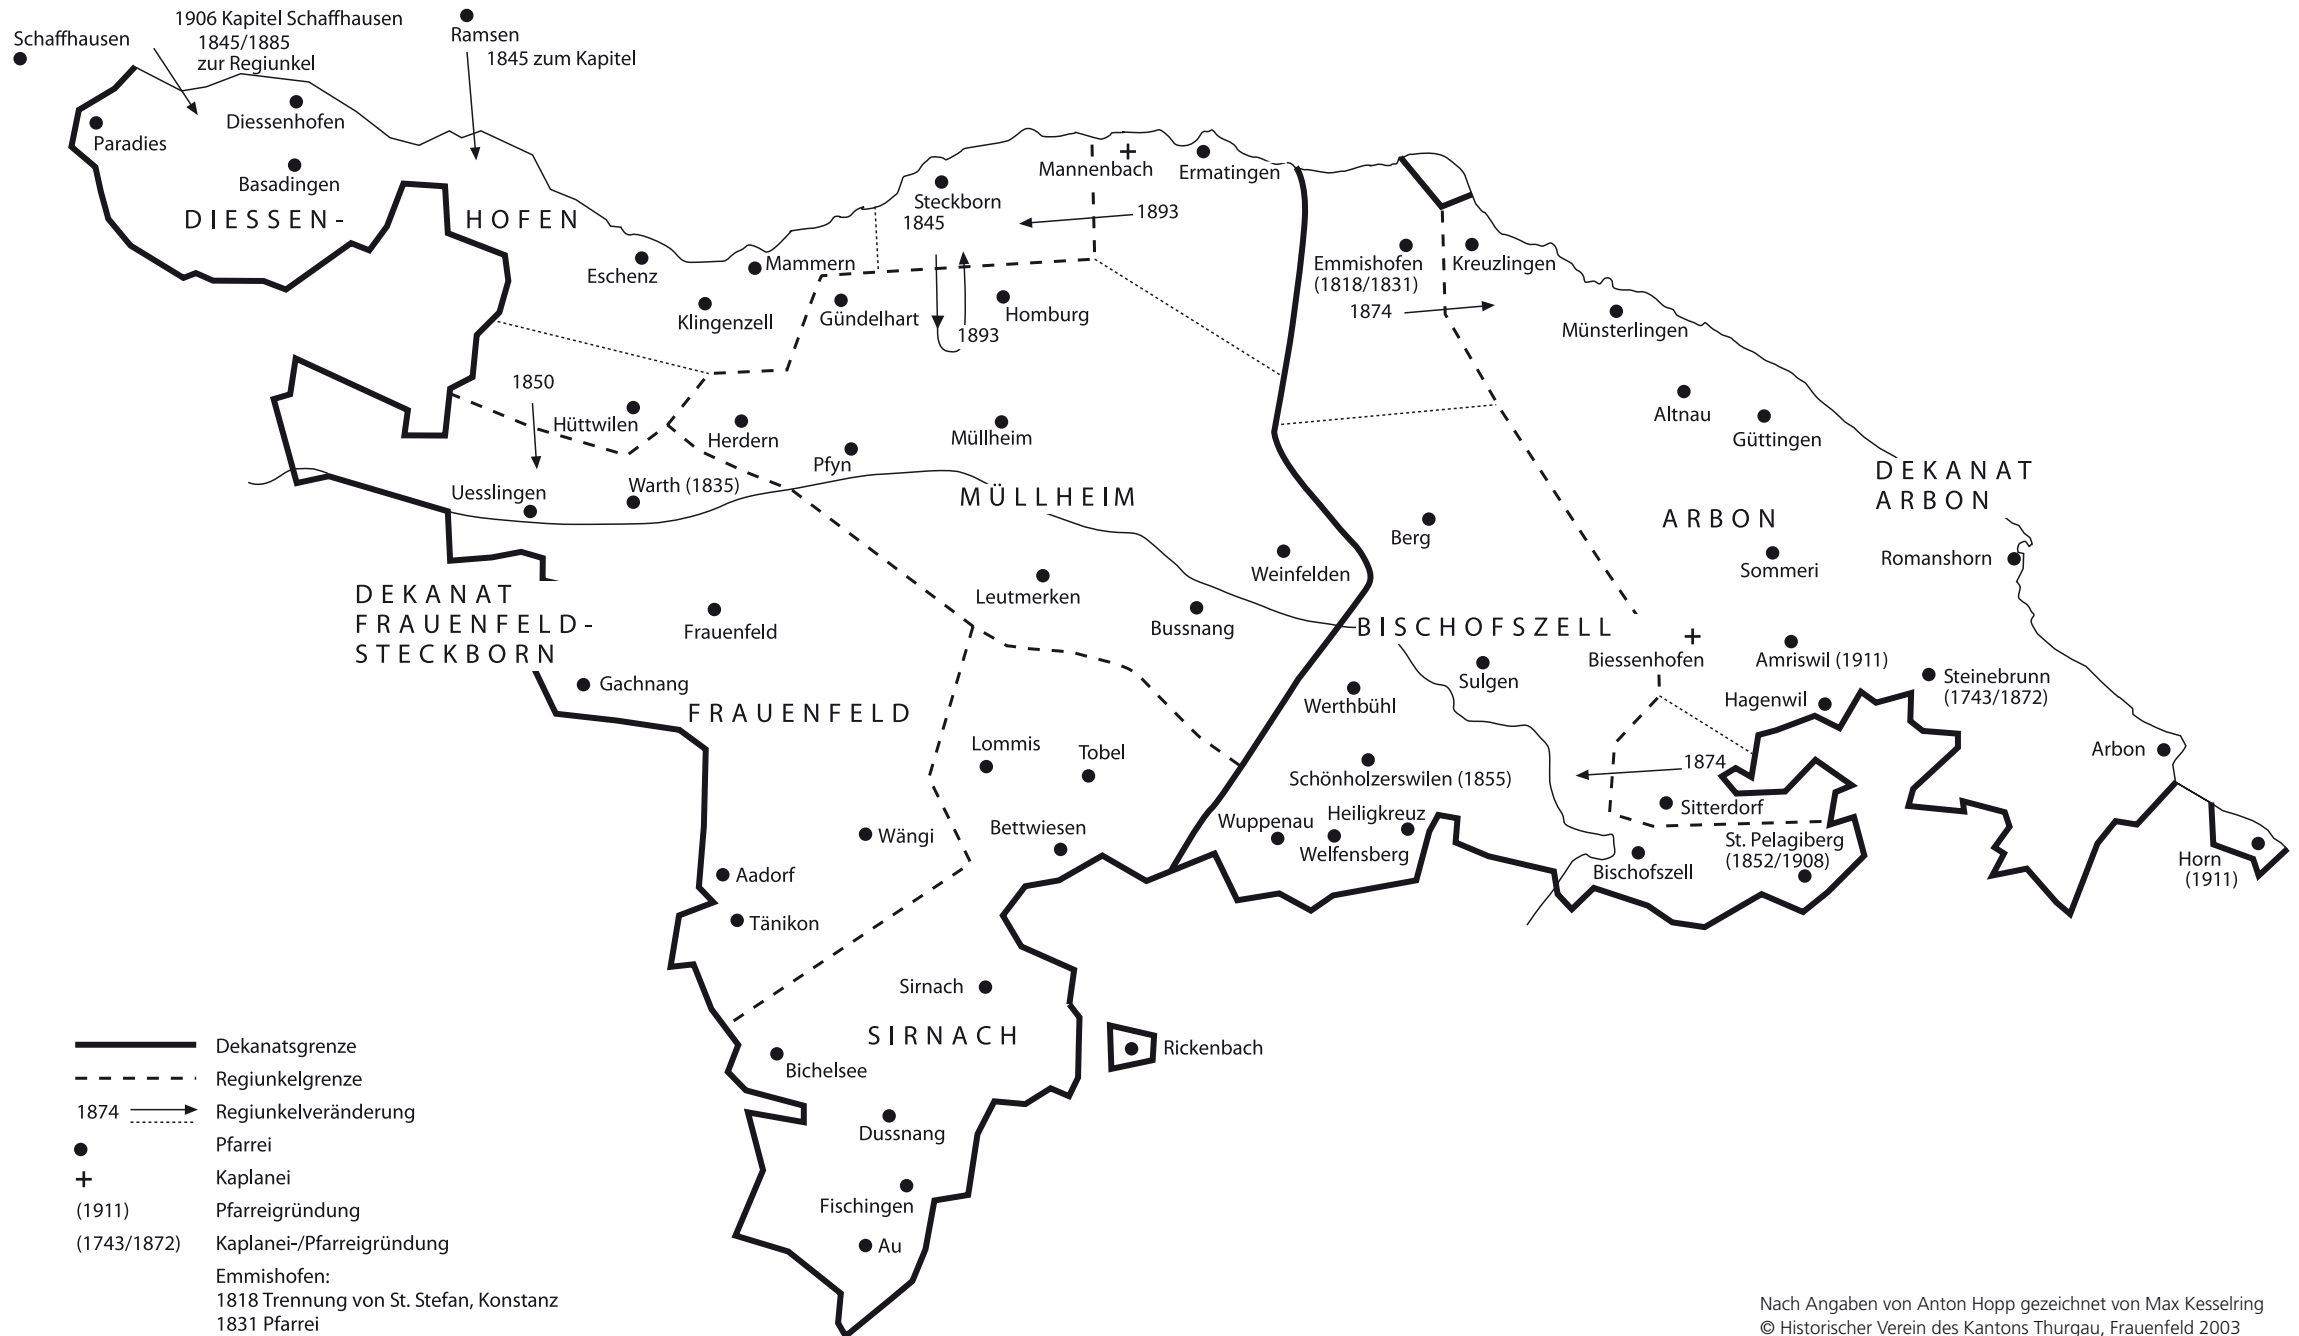 1906 Kapitel Schaffhausen
1845/1885
zur Regiunkel
Schaffhausen
Ramsen
1845 zum Kapitel
Paradies
Diessenhofen
Basadingen
DIESSEN-
HOFEN
Eschenz
Mammern
Klingenzell
Gündelhart
Steckborn
1845
Mannenbach
Ermatingen
1893
Homburg
1893
Emmishofen
(1818/1831)
Kreuzlingen
1874
Münsterlingen
Altnau
Güttingen
1850
Hüttwilen
Herdern
Pfyn
Müllheim
Uesslingen
Warth (1835)
MÜLLHEIM
DEKANAT
ARBON
ARBON
Berg
Sommeri
Romanshorn
Weinfelden
Leutmerken
Bussnang
DEKANAT
FRAUENFELD-
STECKBORN
Frauenfeld
Gachnang
FRAUENFELD
BISCHOFSZELL
Biessenhofen
Amriswil (1911)
Steinebrunn
(1743/1872)
Hagenwil
Sulgen
Werthbühl
Lommis
Tobel
Schönholzerswilen (1855)
1874
Arbon
Sitterdorf
Wängi
Bettwiesen
Wuppenau
Heiligkreuz
Welfensberg
St. Pelagiberg
(1852/1908)
Bischofszell
Horn
(1911)
Aadorf
Tänikon
Sirnach
SIRNACH
Rickenbach
Bichelsee
Dussnang
Fischingen
Au
Dekanatsgrenze
Regiunkelgrenze
1874 Regiunkelveränderung
Pfarrei
Kaplanei
(1911) Pfarreigründung
(1743/1872) Kaplanei-/Pfarreigründung
Emmishofen:
1818 Trennung von St. Stefan, Konstanz
1831 Pfarrei
Nach Angaben von Anton Hopp gezeichnet von Max Kesselring
© Historischer Verein des Kantons Thurgau, Frauenfeld 2003